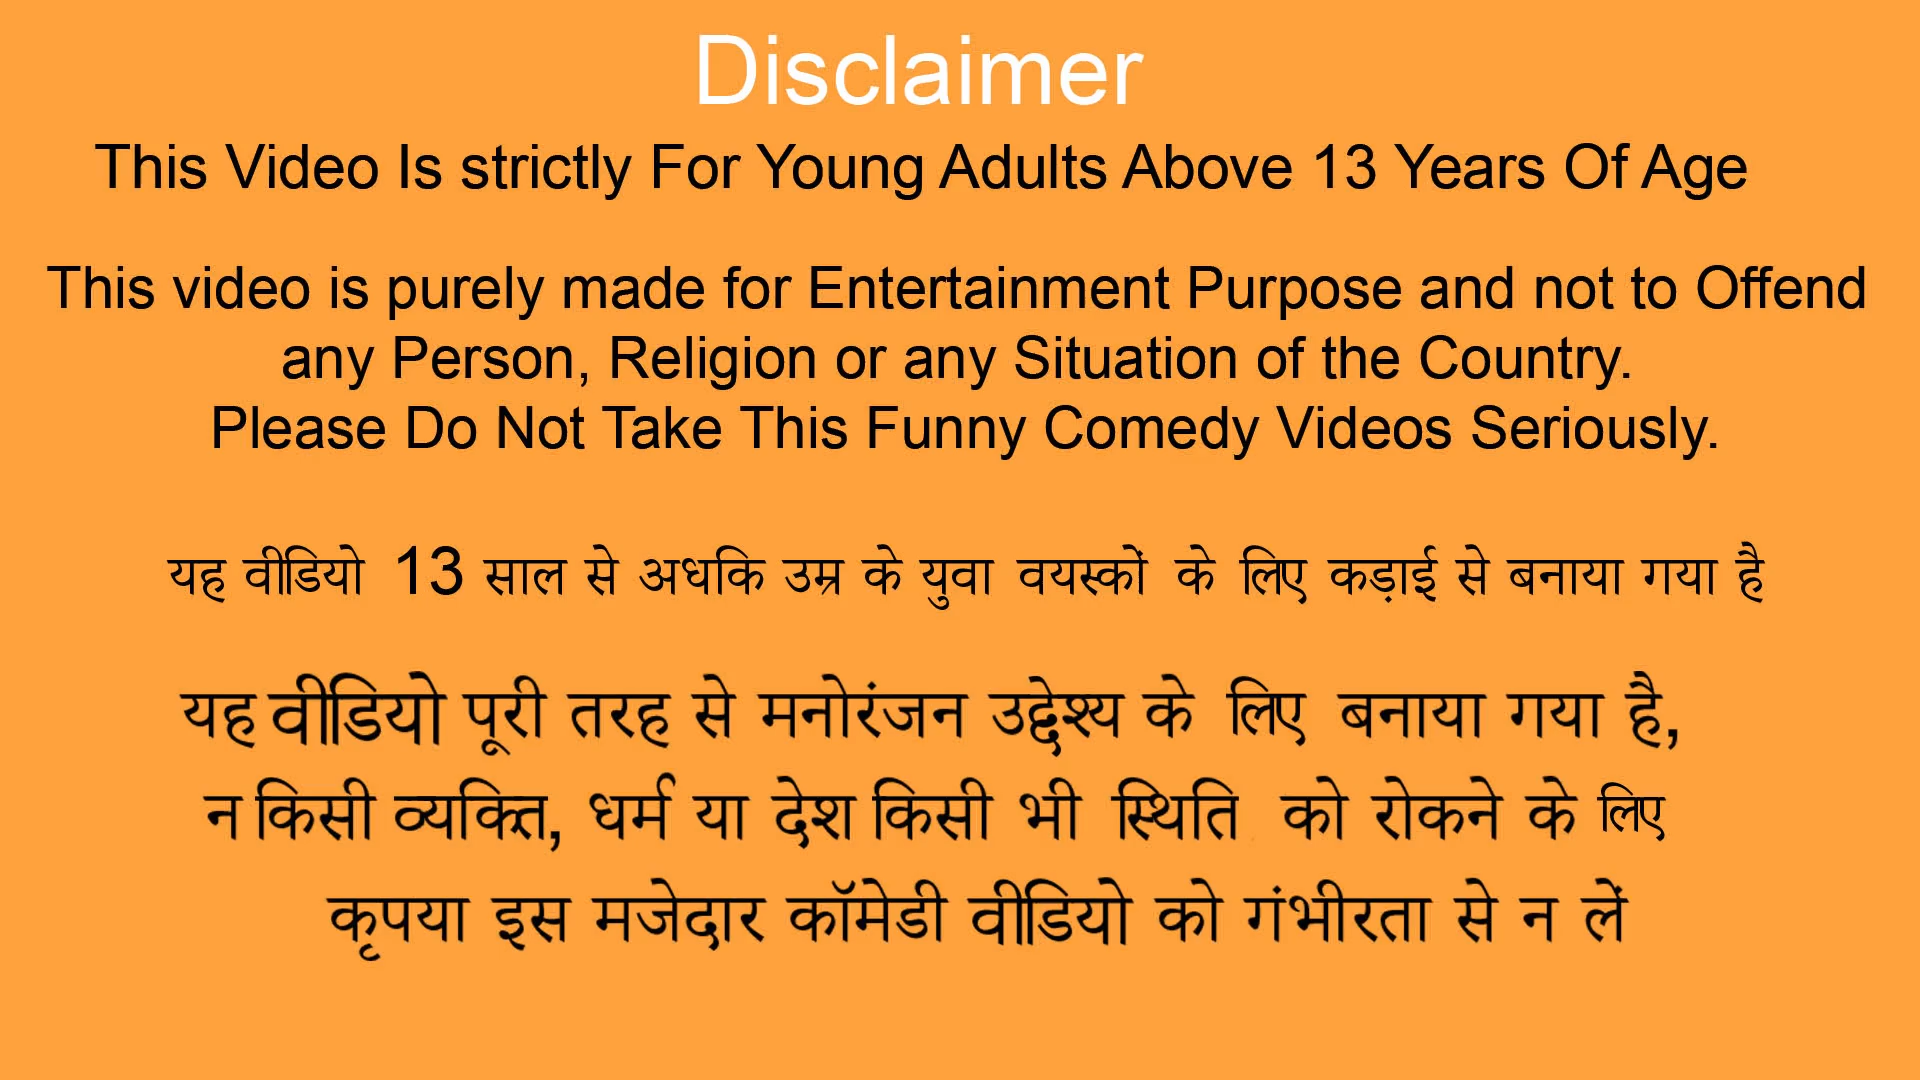 Disclaimer
This Video Is strictly For Young Adults Above 13 Years Of Age
This video is purely made for Entertainment Purpose and not to Offend
any Person, Religion or any Situation of the Country.
Please Do Not Take This Funny Comedy Videos Seriously.
यह वीडियो 13 साल से अधकि उम्र के युवा वयस्कों के लिए कड़ाई से बनाया गया है
यह वीडियो पूरी तरह से मनोरंजन उद्देश्य के लिए बनाया गया है,
न किसी व्यक्ति, धर्म या देश किसी भी स्थिति को रोकने के लिए
कृपया इस मजेदार कॉमेडी वीडियो को गंभीरता से न लें